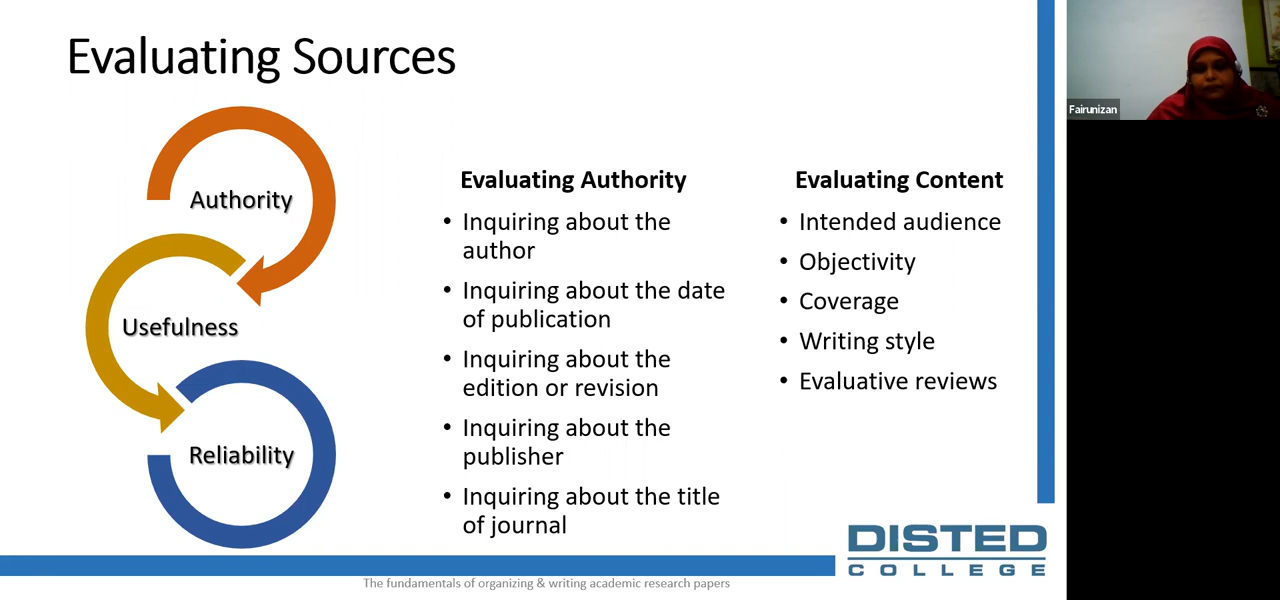 Evaluating Sources
Authority
Usefulness
Reliability
Evaluating Authority
• Inquiring about the
author
• Inquiring about the date
of publication
• Inquiring about the
edition or revision
• Inquiring about the
publisher
• Inquiring about the title
of journal
Evaluating Content
• Intended audience
• Objectivity
• Coverage
• Writing style
• Evaluative reviews
DISTED
COLLEGE
The fundamentals of organizing & writing academic research papers
Fairunizan